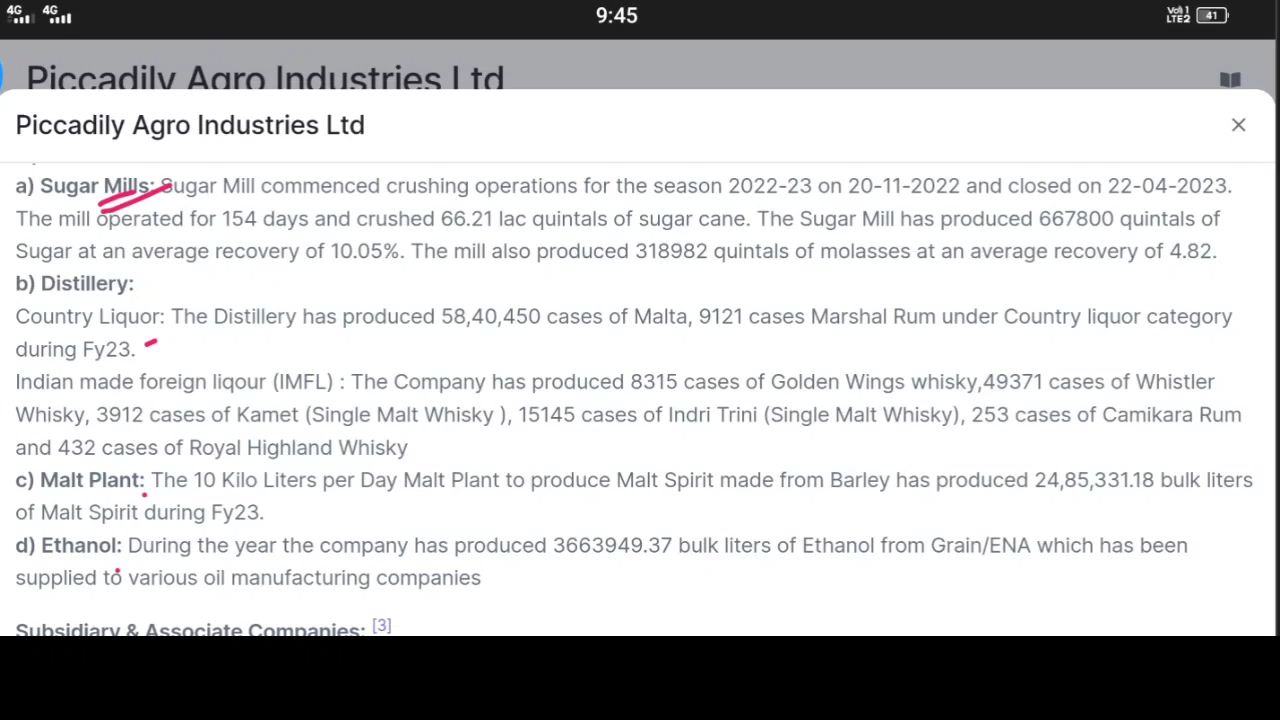 4G 4G 9:45 Vo) 1 LTE2 41
Piccadily Agro Industries Ltd
Piccadily Agro Industries Ltd ×
a) Sugar Mills: Sugar Mill commenced crushing operations for the season 2022-23 on 20-11-2022 and closed on 22-04-2023.
The mill operated for 154 days and crushed 66.21 lac quintals of sugar cane. The Sugar Mill has produced 667800 quintals of
Sugar at an average recovery of 10.05%. The mill also produced 318982 quintals of molasses at an average recovery of 4.82.
b) Distillery:
Country Liquor: The Distillery has produced 58,40,450 cases of Malta, 9121 cases Marshal Rum under Country liquor category
during Fy23.
Indian made foreign liqour (IMFL) : The Company has produced 8315 cases of Golden Wings whisky,49371 cases of Whistler
Whisky, 3912 cases of Kamet (Single Malt Whisky ), 15145 cases of Indri Trini (Single Malt Whisky), 253 cases of Camikara Rum
and 432 cases of Royal Highland Whisky
c) Malt Plant: The 10 Kilo Liters per Day Malt Plant to produce Malt Spirit made from Barley has produced 24,85,331.18 bulk liters
of Malt Spirit during Fy23.
d) Ethanol: During the year the company has produced 3663949.37 bulk liters of Ethanol from Grain/ENA which has been
supplied to various oil manufacturing companies
Subsidiary & Associate Companies: [3]